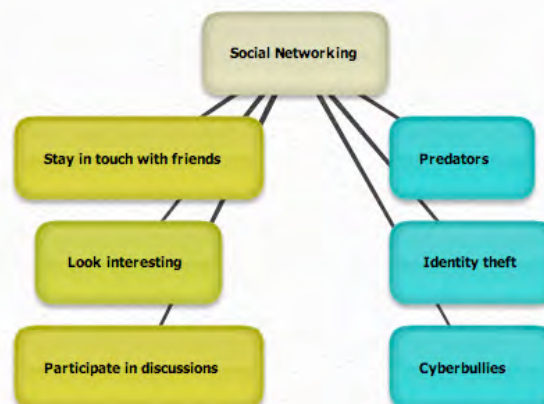 Social Networking
Stay in touch with friends
Predators
Look interesting
Identity theft
Participate in discussions
Cyberbullies